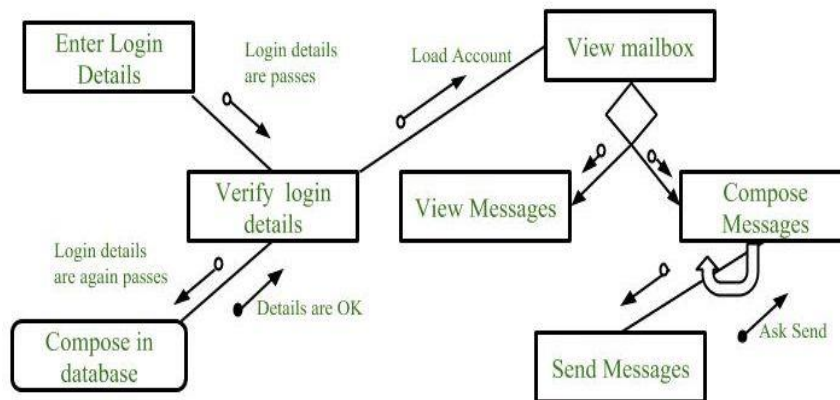 Enter Login
Details
Login details
are passes
Load Account
View mailbox
Verify login
details
View Messages
Compose
Messages
Login details
are again passes
Details are OK
Ask Send
Compose in
database
Send Messages